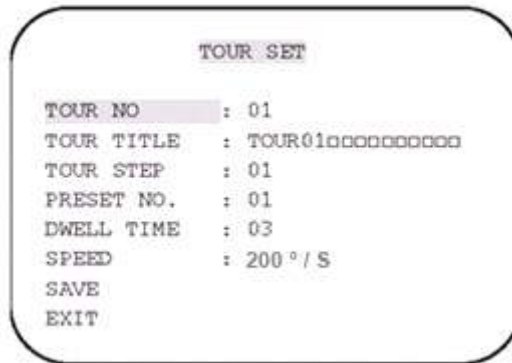 TOUR SET
TOUR NO : 01
TOUR TITLE : TOUR01□□□□□□□□□□
TOUR STEP : 01
PRESET NO. : 01
DWELL TIME : 03
SPEED : 200 º / S
SAVE
EXIT